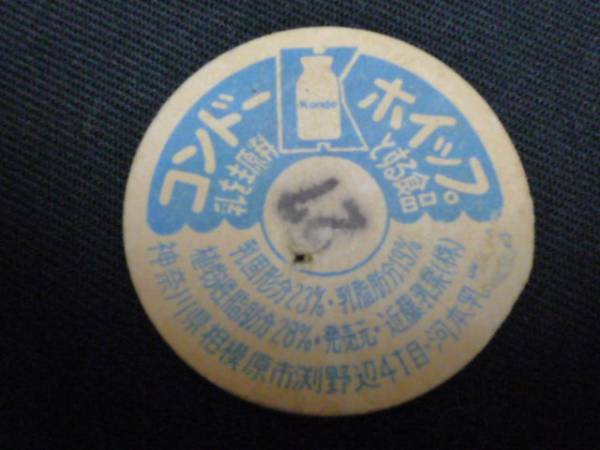 コンドー ホイップ
Kondo
乳を主原料とする食品
13
乳固形分23%・乳脂肪分19%
植物性脂肪分28%・発売元・近藤乳業(株)
神奈川県相模原市渕野辺4丁目・河本乳